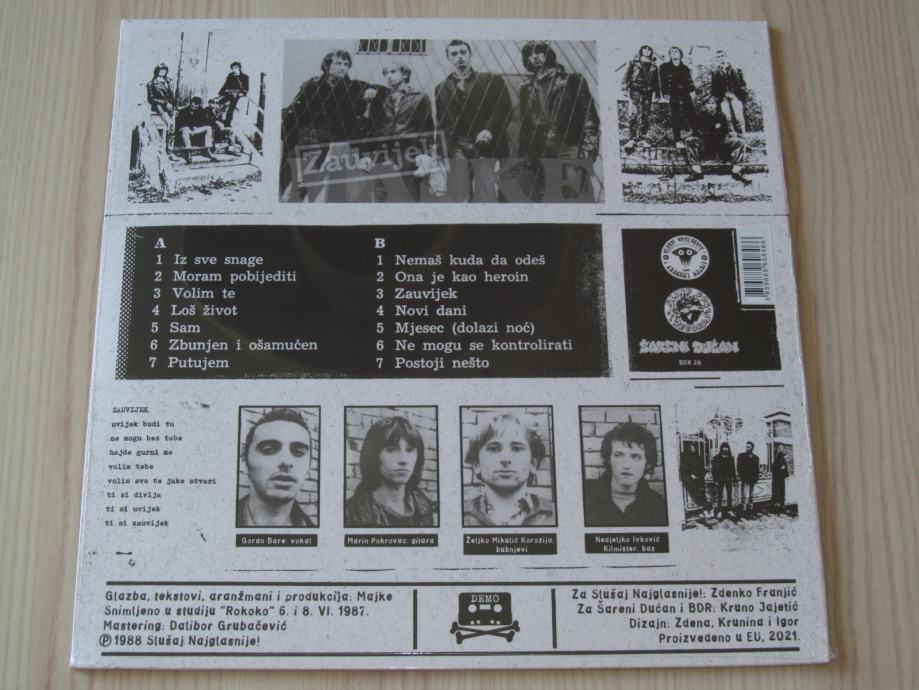 Zauvijek
MAJKE
A
1 Iz sve snage
2 Moram pobijediti
3 Volim te
4 Loš život
5 Sam
6 Zbunjen i ošamućen
7 Putujem
B
1 Nemaš kuda da odeš
2 Ona je kao heroin
3 Zauvijek
4 Novi dani
5 Mjesec (dolazi noć)
6 Ne mogu se kontrolirati
7 Postoji nešto
ŠARENI DUĆAN
BDR 26
ZAUVIJEK
uvijek budi tu
ne mogu bez tebe
hajde gurni me
volim tebe
volim sve te jake stvari
ti si divlja
ti si uvijek
ti si zauvijek
Goran Bare, vokal
Marin Pokrovac, gitara
Željko Mikulić Korozija,
bubnjevi
Nedjeljko Ivković
Kilmister, bas
Glazba, tekstovi, aranžmani i produkcija: Majke
Snimljeno u studiju "Rokoko" 6. i 8. VI. 1987.
Mastering: Dalibor Grubačević
Ⓟ1988 Slušaj Najglasnije!
DEMO
Za Slušaj Najglasnije!: Zdenko Franjić
Za Šareni Dućan i BDR: Kruno Jajetić
Dizajn: Zdena, Krunina i Igor
Proizvedeno u EU, 2021.